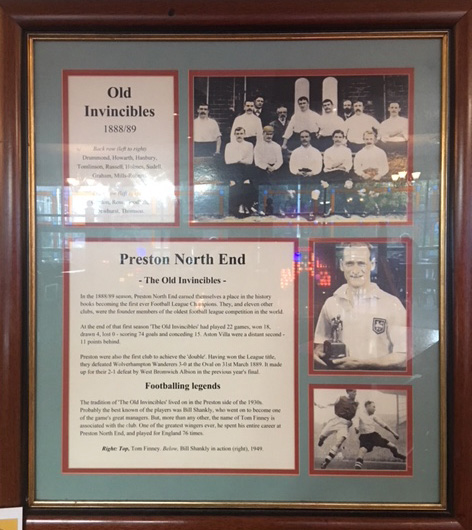 Old
Invincibles
1888/89
Back row (left to right)
Drummond, Howarth, Hanbury,
Tomlinson, Russell, Holmes, Sudell,
Graham, Mills-Roberts
Preston North End
- The Old Invincibles -
In the 1888/89 season, Preston North End earned themselves a place in the history
books becoming the first ever Football League Champions. They, and eleven other
clubs, were the founder members of the oldest football league competition in the world.
At the end of that first season 'The Old Invincibles' had played 22 games, won 18,
drawn 4, lost 0 - scoring 74 goals and conceding 15. Aston Villa were a distant second -
11 points behind.
Preston were also the first club to achieve the 'double'. Having won the League title,
they defeated Wolverhampton Wanderers 3-0 at the Oval on 31st March 1889. It made
up for their 2-1 defeat by West Bromwich Albion in the previous year's final.
Footballing legends
The tradition of 'The Old Invincibles' lived on in the Preston side of the 1930s.
Probably the best known of the players was Bill Shankly, who went on to become one
of the game's great managers. But, more than any other, the name of Tom Finney is
associated with the club. One of the greatest wingers ever, he spent his entire career at
Preston North End, and played for England 76 times.
Right: Top, Tom Finney. Below, Bill Shankly in action (right), 1949.